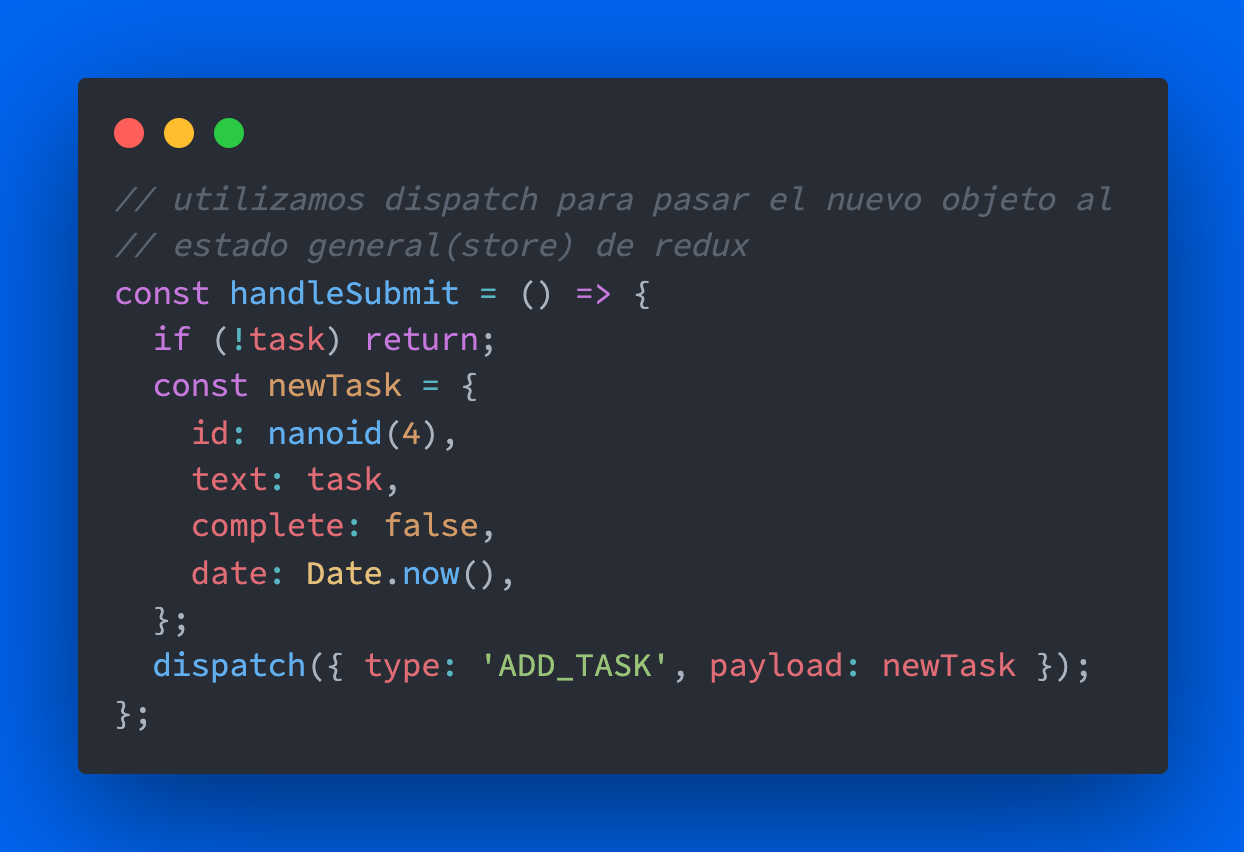 // utilizamos dispatch para pasar el nuevo objeto al
// estado general(store) de redux
const handleSubmit = () => {
  if (!task) return;
  const newTask = {
    id: nanoid(4),
    text: task,
    complete: false,
    date: Date.now(),
  };
  dispatch({ type: 'ADD_TASK', payload: newTask });
};